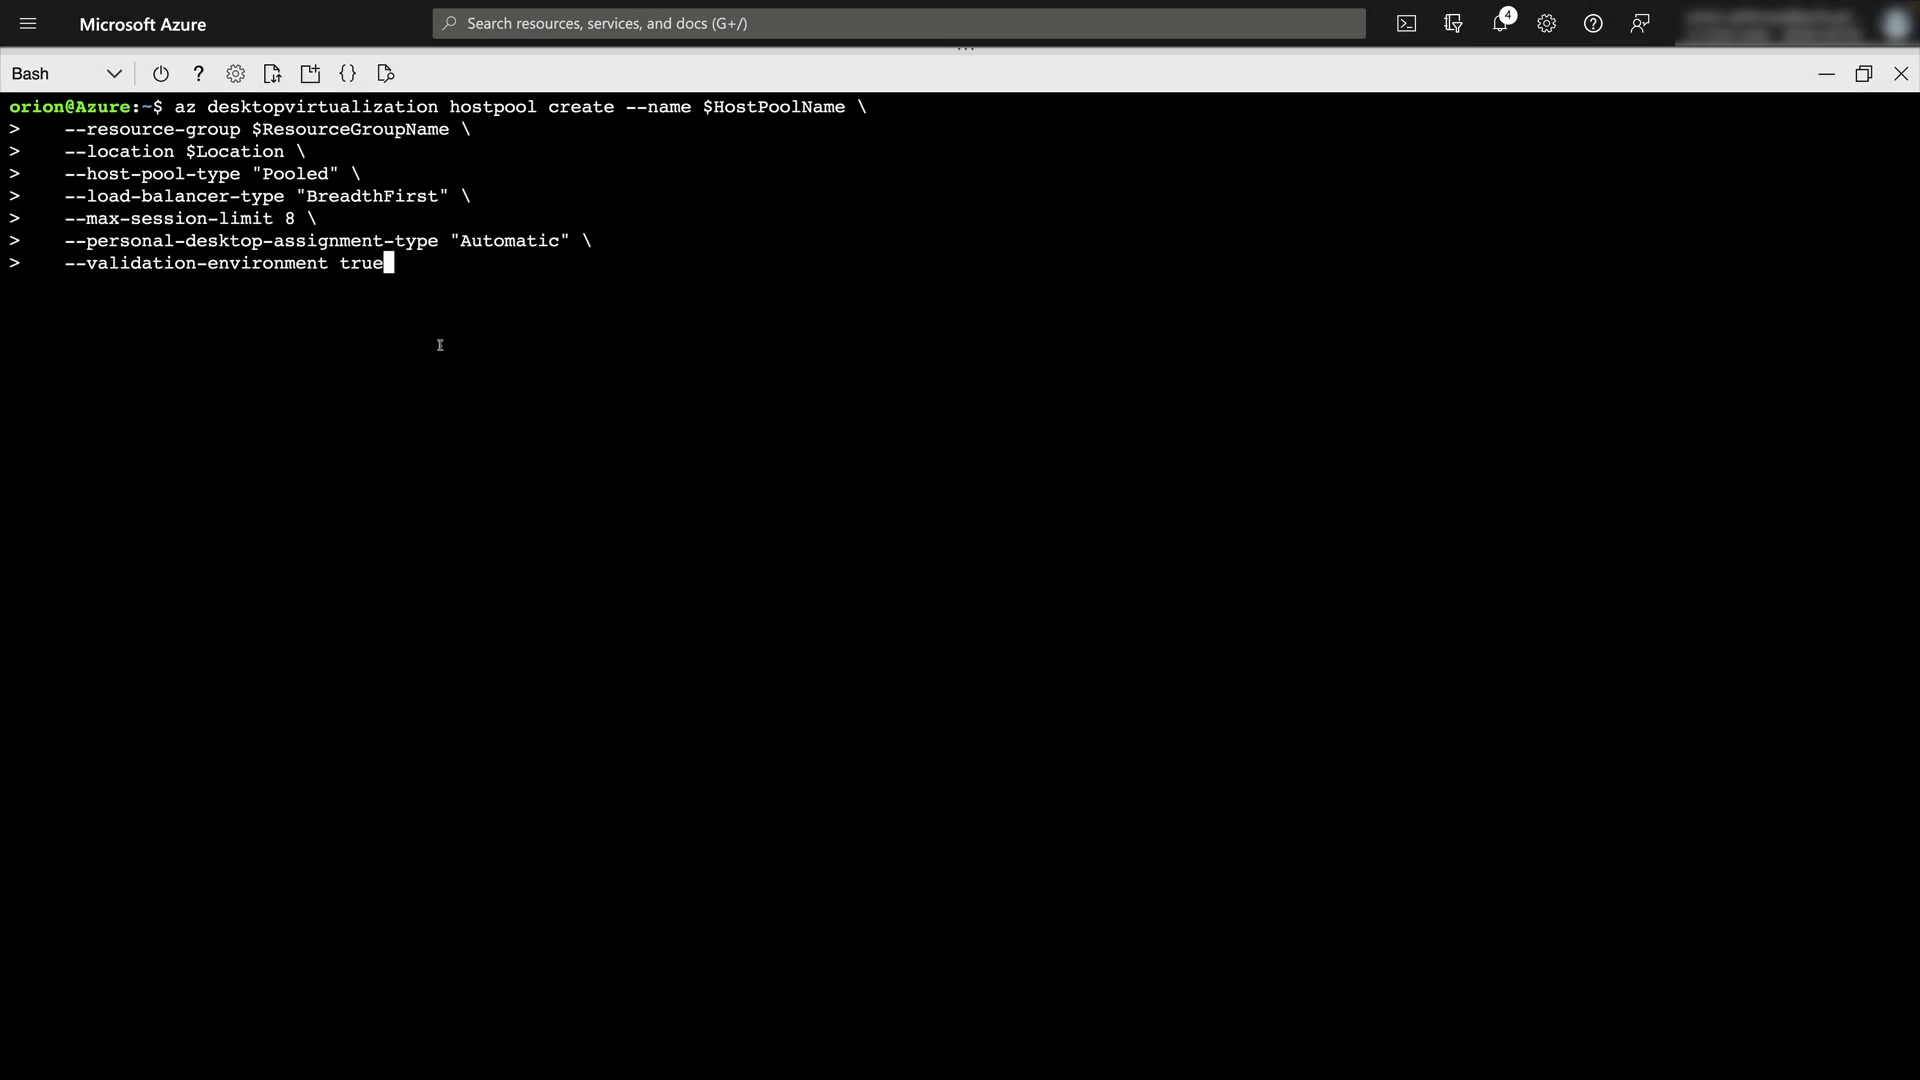 Microsoft Azure
Search resources, services, and docs (G+/)
4
Bash
orion@Azure:~$ az desktopvirtualization hostpool create --name $HostPoolName \
>    --resource-group $ResourceGroupName \
>    --location $Location \
>    --host-pool-type "Pooled" \
>    --load-balancer-type "BreadthFirst" \
>    --max-session-limit 8 \
>    --personal-desktop-assignment-type "Automatic" \
>    --validation-environment true